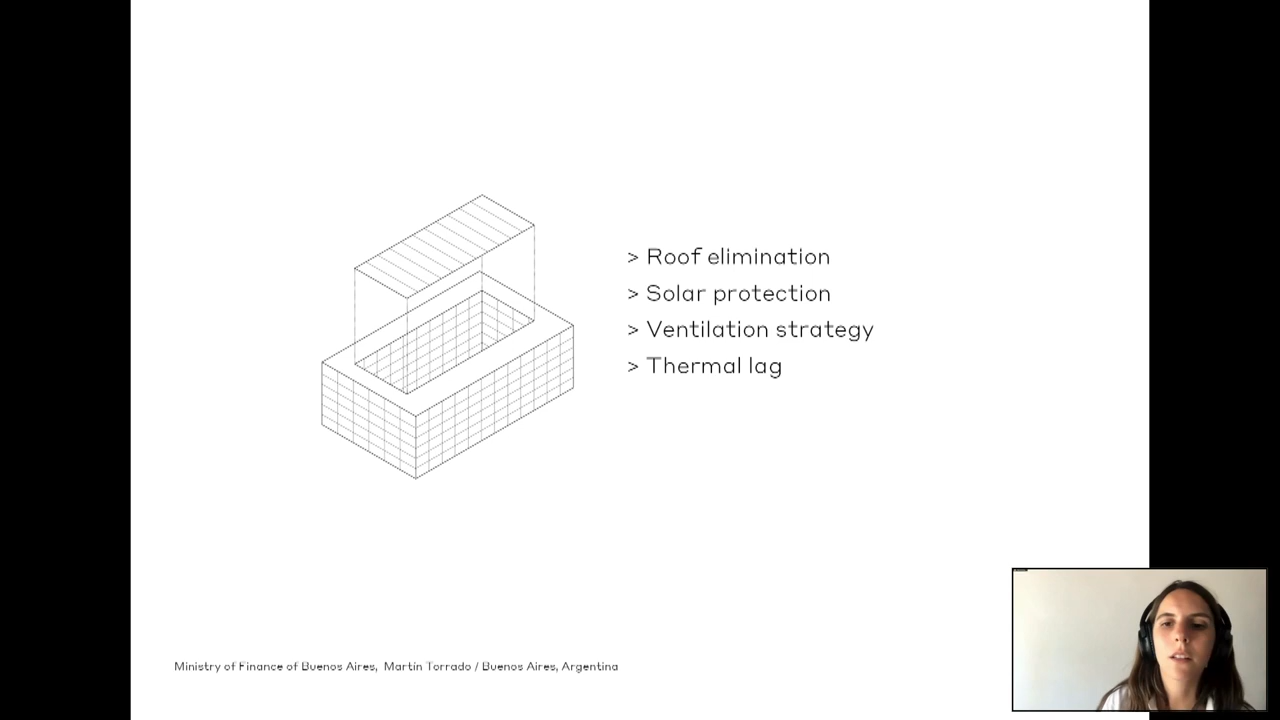 > Roof elimination
> Solar protection
> Ventilation strategy
> Thermal lag
Ministry of Finance of Buenos Aires, Martín Torrado / Buenos Aires, Argentina